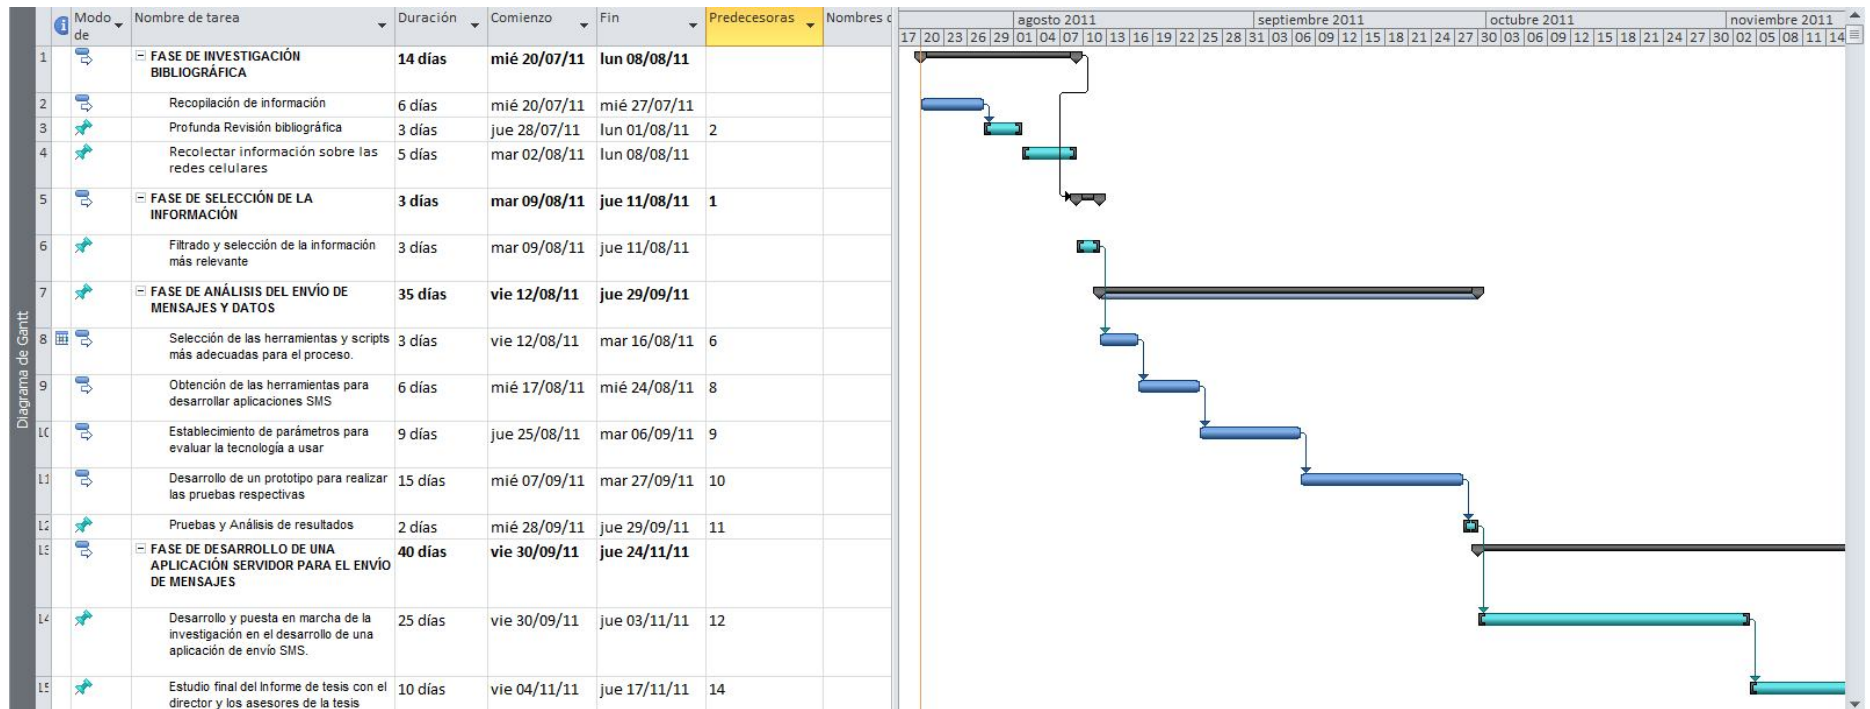 Modo de
Nombre de tarea
Duración
Comienzo
Fin
Predecesoras
Nombres
agosto 2011
septiembre 2011
octubre 2011
noviembre 2011
17 20 23 26 29 01 04 07 10 13 16 19 22 25 28 31 03 06 09 12 15 18 21 24 27 30 03 06 09 12 15 18 21 24 27 30 02 05 08 11 14
Diagrama de Gantt
1 FASE DE INVESTIGACIÓN 14 días mié 20/07/11 lun 08/08/11
BIBLIOGRÁFICA
2 Recopilación de información 6 días mié 20/07/11 mié 27/07/11
3 Profunda Revisión bibliográfica 3 días jue 28/07/11 lun 01/08/11 2
4 Recolectar información sobre las 5 días mar 02/08/11 lun 08/08/11
redes celulares
5 FASE DE SELECCIÓN DE LA 3 días mar 09/08/11 jue 11/08/11 1
INFORMACIÓN
6 Filtrado y selección de la información 3 días mar 09/08/11 jue 11/08/11
más relevante
7 FASE DE ANÁLISIS DEL ENVÍO DE 35 días vie 12/08/11 jue 29/09/11
MENSAJES Y DATOS
8 Selección de las herramientas y scripts 3 días vie 12/08/11 mar 16/08/11 6
más adecuadas para el proceso.
9 Obtención de las herramientas para 6 días mié 17/08/11 mié 24/08/11 8
desarrollar aplicaciones SMS
10 Establecimiento de parámetros para 9 días jue 25/08/11 mar 06/09/11 9
evaluar la tecnología a usar
11 Desarrollo de un prototipo para realizar 15 días mié 07/09/11 mar 27/09/11 10
las pruebas respectivas
12 Pruebas y Análisis de resultados 2 días mié 28/09/11 jue 29/09/11 11
13 FASE DE DESARROLLO DE UNA 40 días vie 30/09/11 jue 24/11/11
APLICACIÓN SERVIDOR PARA EL ENVÍO
DE MENSAJES
14 Desarrollo y puesta en marcha de la 25 días vie 30/09/11 jue 03/11/11 12
investigación en el desarrollo de una
aplicación de envío SMS.
15 Estudio final del Informe de tesis con el 10 días vie 04/11/11 jue 17/11/11 14
director y los asesores de la tesis